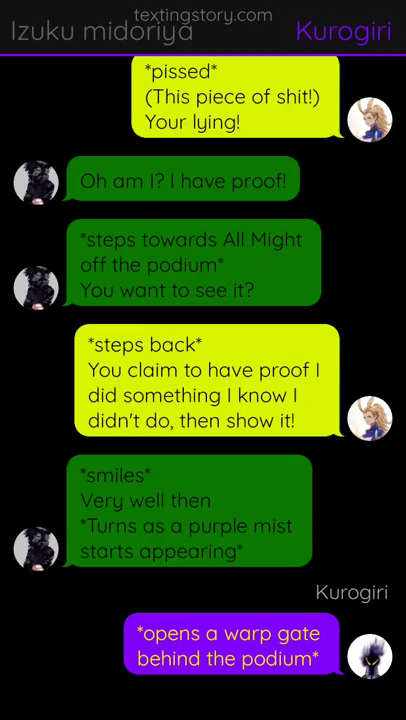 textingstory.com
Izuku midoriya
Kurogiri
*pissed*
(This piece of shit!)
Your lying!
Oh am I? I have proof!
*steps towards All Might
off the podium*
You want to see it?
*steps back*
You claim to have proof I
did something I know I
didn't do, then show it!
*smiles*
Very well then
*Turns as a purple mist
starts appearing*
Kurogiri
*opens a warp gate
behind the podium*